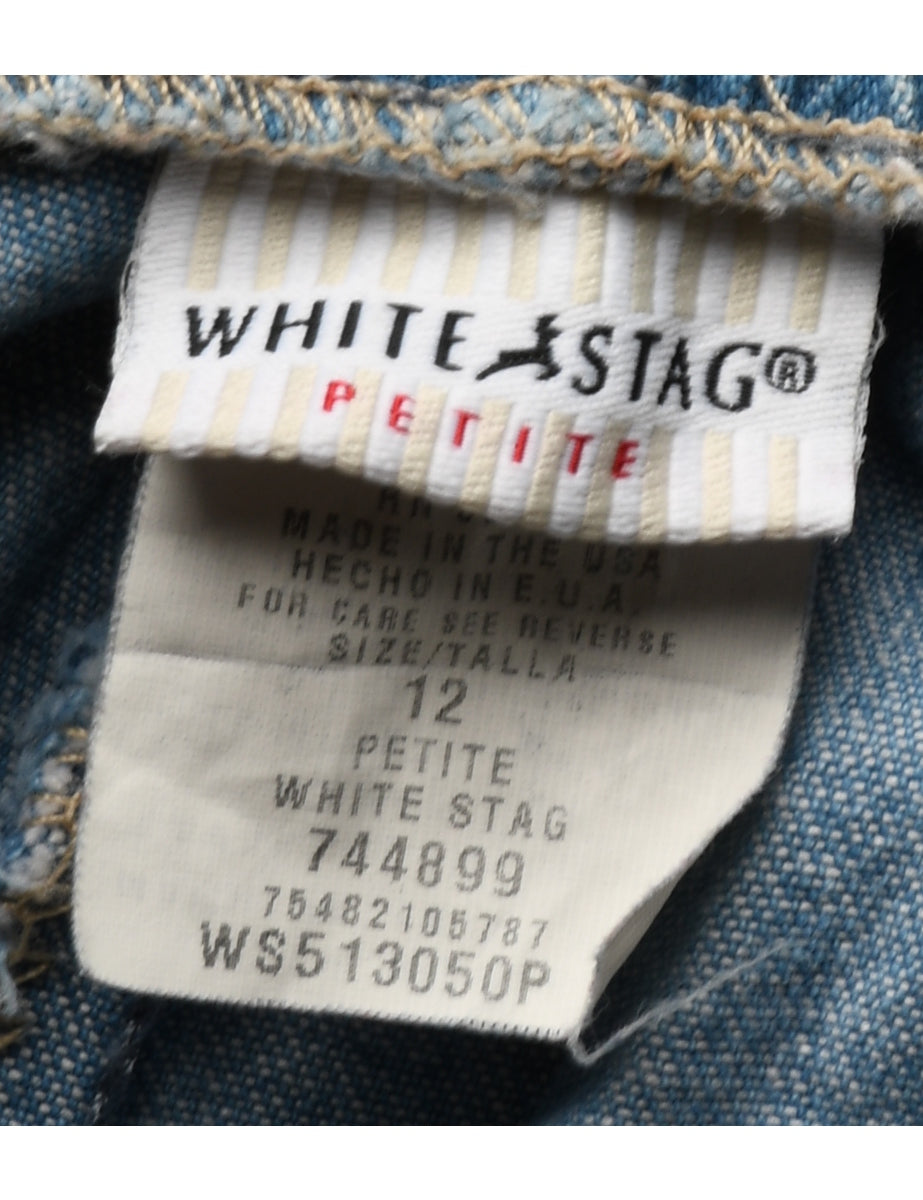 WHITE STAG®
PETITE
MADE IN THE USA
HECHO IN E.U.A.
FOR CARE SEE REVERSE
SIZE/TALLA
12
PETITE
WHITE STAG
744899
75482105787
WS513050P